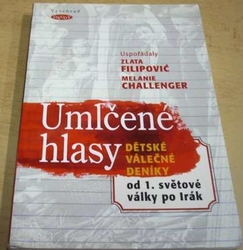 Uspořádaly
ZLATA
FILIPOVIĆ
MELANIE
CHALLENGER
Umlčené
hlasy
DĚTSKÉ
VÁLEČNÉ
DENÍKY
od 1. světové
války po Irák